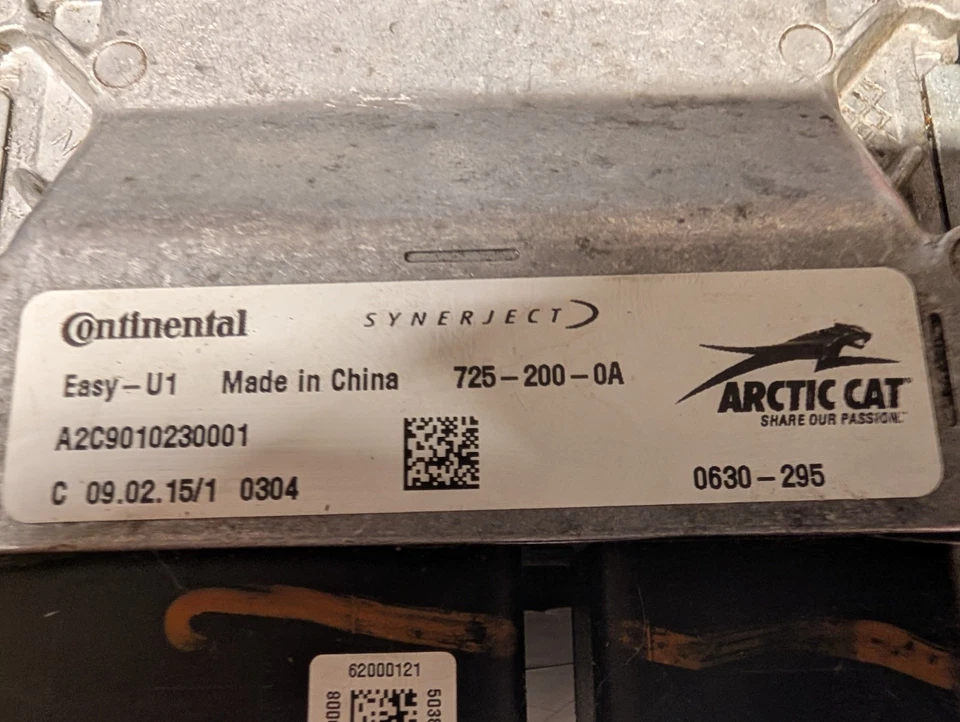 Continental SYNERJECT
Easy-U1 Made in China 725-200-0A
ARCTIC CAT
SHARE OUR PASSION.
A2C9010230001
C 09.02.15/1 0304
0630-295
62000121